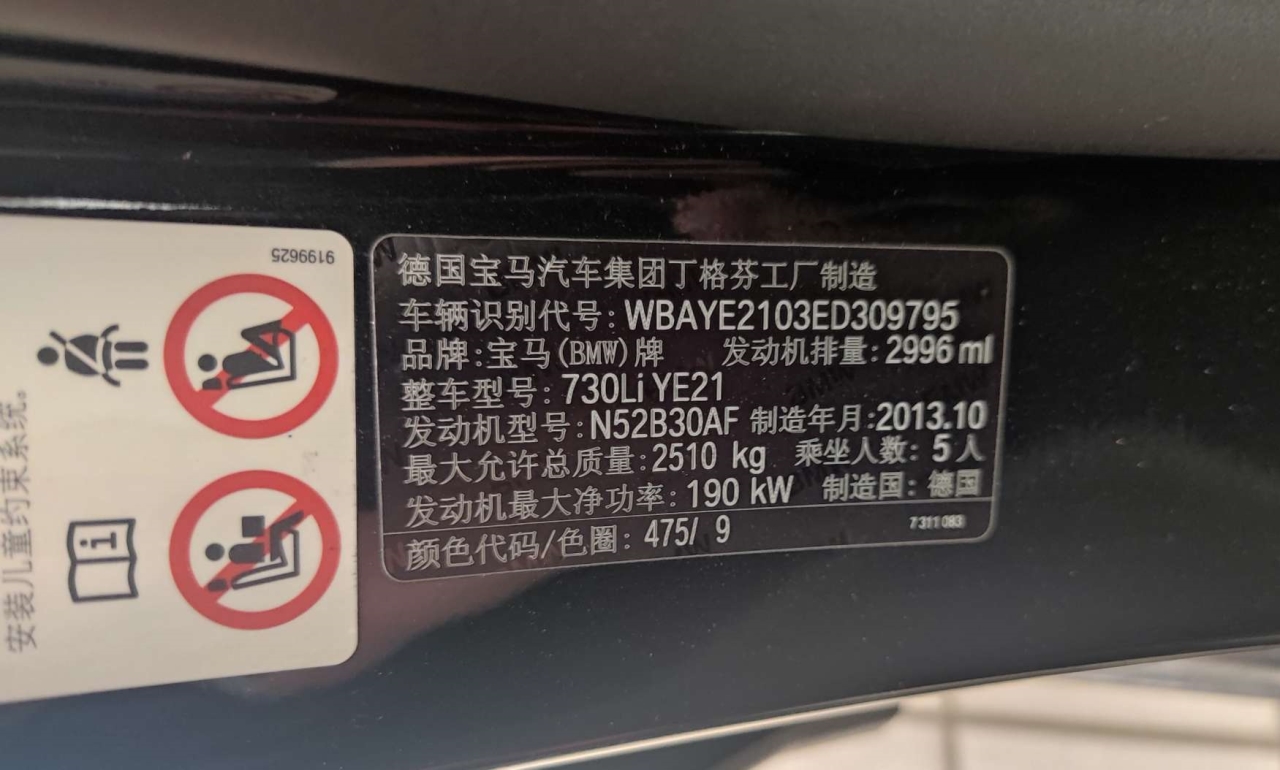 9199625
安装儿童约束系统。
德国宝马汽车集团丁格芬工厂制造
车辆识别代号: WBAYE2103ED309795
品牌: 宝马(BMW)牌 发动机排量: 2996 ml
整车型号: 730Li YE21
发动机型号: N52B30AF 制造年月: 2013.10
最大允许总质量: 2510 kg 乘坐人数: 5人
发动机最大净功率: 190 kW 制造国: 德国
颜色代码/色圈: 475/ 9
7 311 083